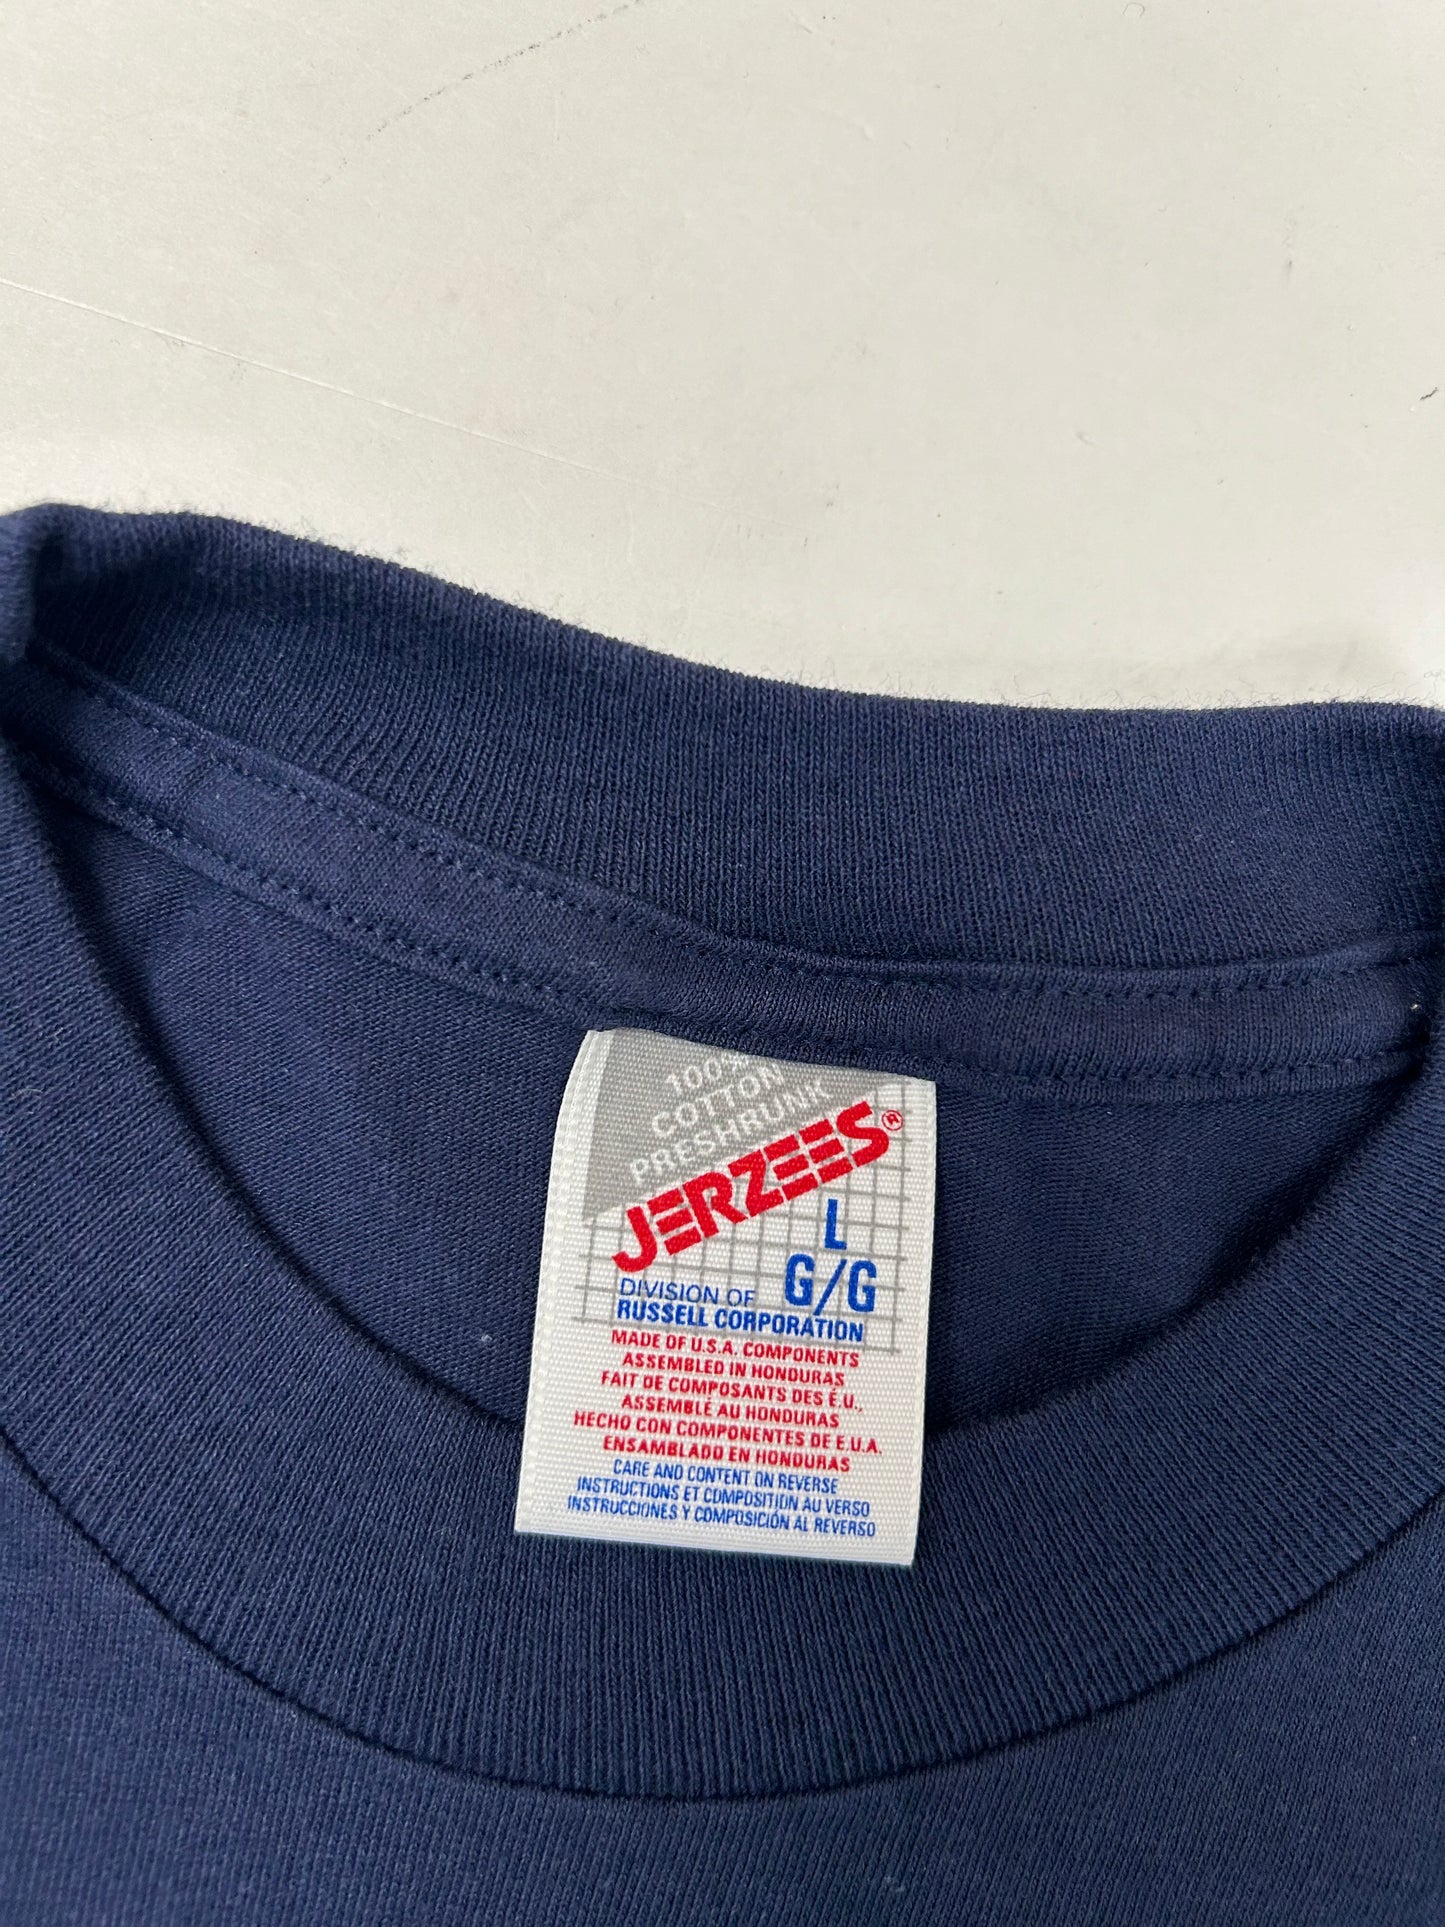 100%
COTTON
PRESHRUNK
JERZEES®
L
G/G
DIVISION OF
RUSSELL CORPORATION
MADE OF U.S.A. COMPONENTS
ASSEMBLED IN HONDURAS
FAIT DE COMPOSANTS DES É.U.,
ASSEMBLÉ AU HONDURAS
HECHO CON COMPONENTES DE E.U.A.
ENSAMBLADO EN HONDURAS
CARE AND CONTENT ON REVERSE
INSTRUCTIONS ET COMPOSITION AU VERSO
INSTRUCCIONES Y COMPOSICIÓN AL REVERSO